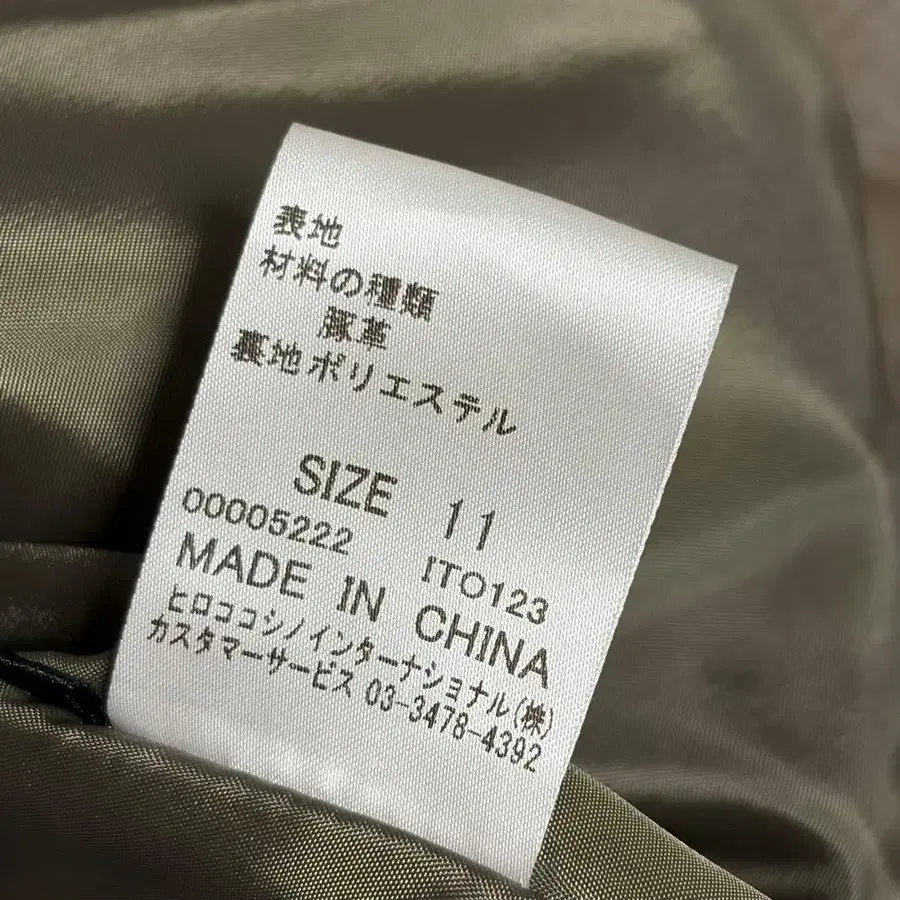 表地
材料の種類
豚革
裏地ポリエステル
SIZE 11
00005222 ITO123
MADE IN CHINA
ヒロココシノインターナショナル(株)
カスタマーサービス 03-3478-4392